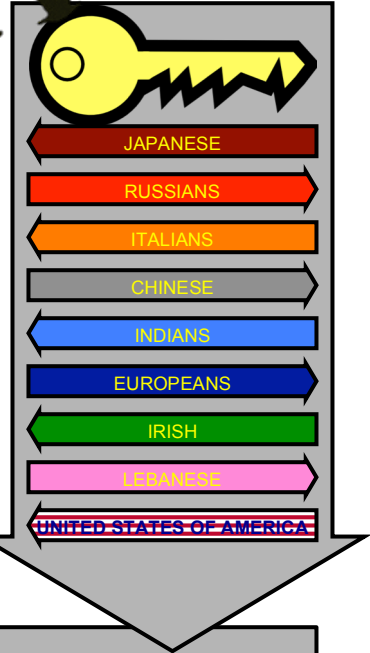 JAPANESE
RUSSIANS
ITALIANS
CHINESE
INDIANS
EUROPEANS
IRISH
LEBANESE
UNITED STATES OF AMERICA